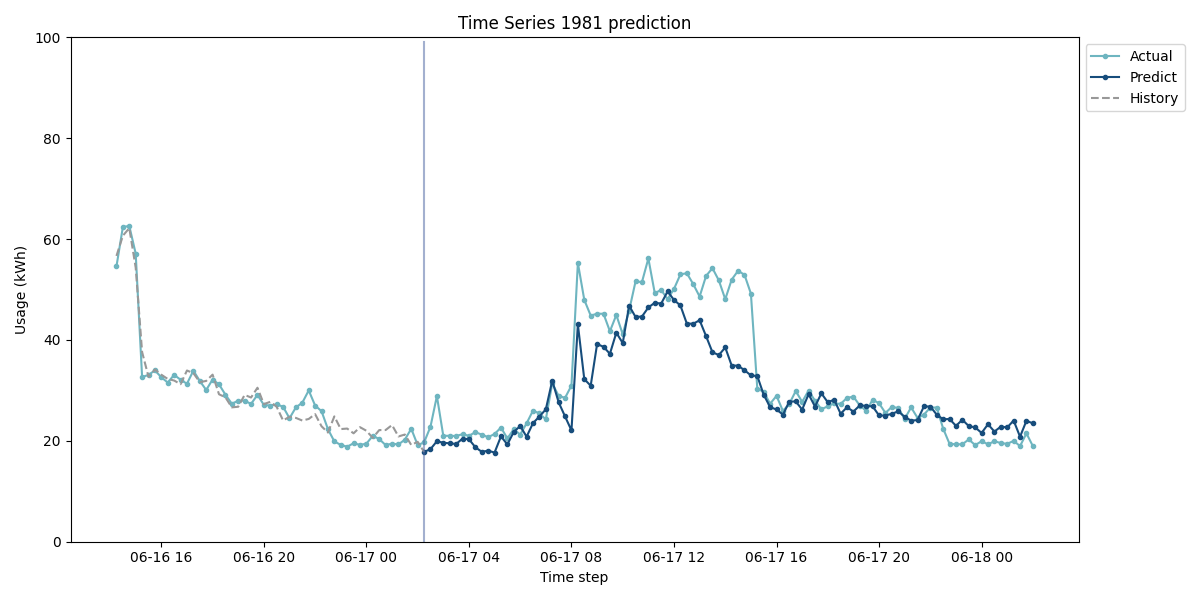 Time Series 1981 prediction
100
80
60
40
20
0
Usage (kWh)
06-16 16
06-16 20
06-17 00
06-17 04
06-17 08
06-17 12
06-17 16
06-17 20
06-18 00
Time step
Actual
Predict
History